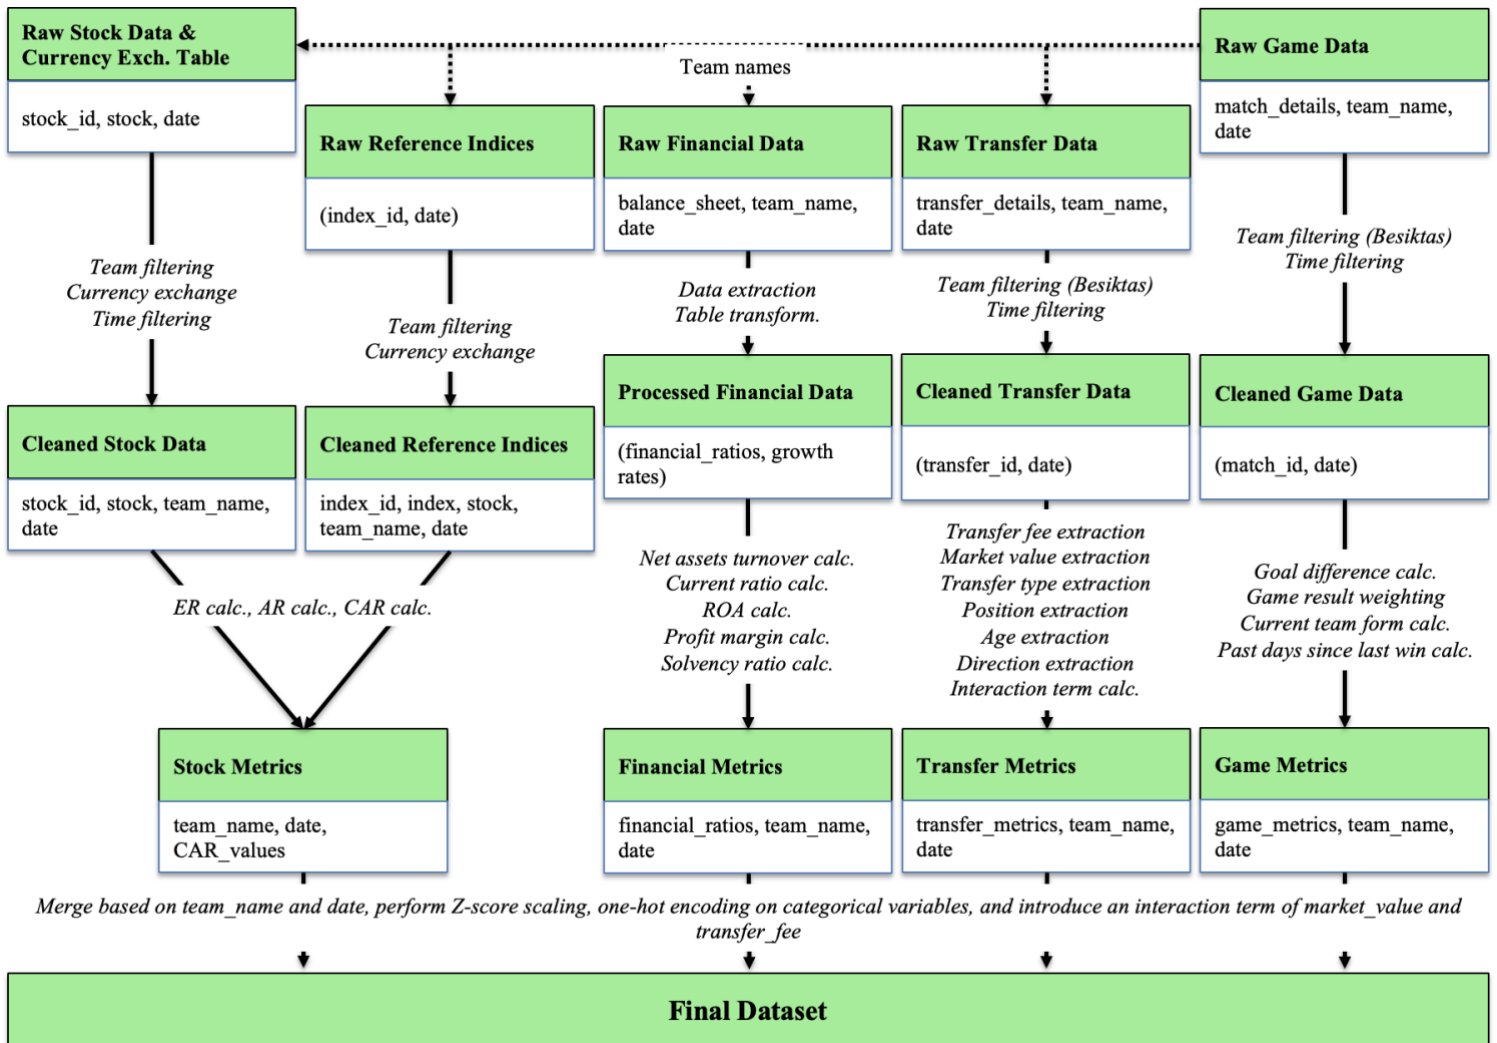 Raw Stock Data &
Currency Exch. Table
stock_id, stock, date
Team names
Raw Game Data
match_details, team_name,
date
Raw Reference Indices
(index_id, date)
Raw Financial Data
balance_sheet, team_name,
date
Raw Transfer Data
transfer_details, team_name,
date
Team filtering
Currency exchange
Time filtering
Team filtering
Currency exchange
Data extraction
Table transform.
Team filtering (Besiktas)
Time filtering
Team filtering (Besiktas)
Time filtering
Cleaned Stock Data
stock_id, stock, team_name,
date
Cleaned Reference Indices
index_id, index, stock,
team_name, date
Processed Financial Data
(financial_ratios, growth
rates)
Cleaned Transfer Data
(transfer_id, date)
Cleaned Game Data
(match_id, date)
ER calc., AR calc., CAR calc.
Net assets turnover calc.
Current ratio calc.
ROA calc.
Profit margin calc.
Solvency ratio calc.
Transfer fee extraction
Market value extraction
Transfer type extraction
Position extraction
Age extraction
Direction extraction
Interaction term calc.
Goal difference calc.
Game result weighting
Current team form calc.
Past days since last win calc.
Stock Metrics
team_name, date,
CAR_values
Financial Metrics
financial_ratios, team_name,
date
Transfer Metrics
transfer_metrics, team_name,
date
Game Metrics
game_metrics, team_name,
date
Merge based on team_name and date, perform Z-score scaling, one-hot encoding on categorical variables, and introduce an interaction term of market_value and
transfer_fee
Final Dataset